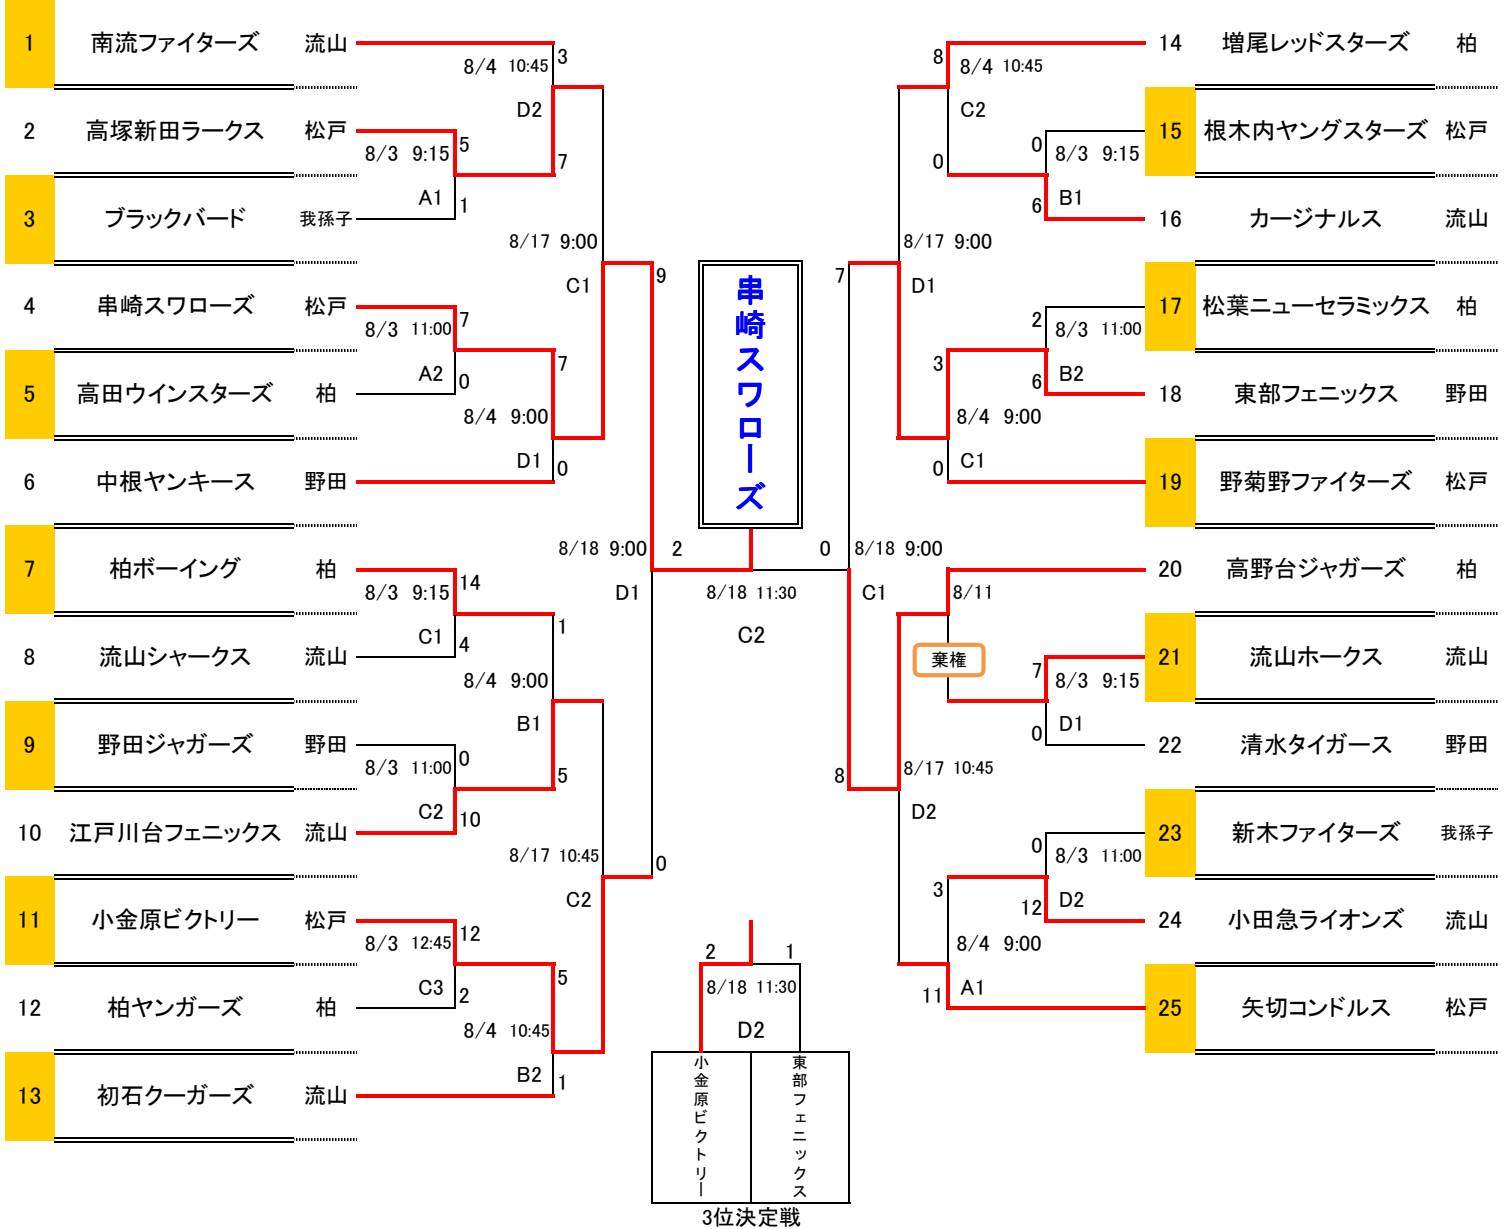 1 南流ファイターズ 流山
2 高塚新田ラークス 松戸
3 ブラックバード 我孫子
4 串崎スワローズ 松戸
5 高田ウインスターズ 柏
6 中根ヤンキース 野田
7 柏ボーイング 柏
8 流山シャークス 流山
9 野田ジャガーズ 野田
10 江戸川台フェニックス 流山
11 小金原ビクトリー 松戸
12 柏ヤンガーズ 柏
13 初石クーガーズ 流山
8/3 9:15 5
A1 1
8/3 11:00 7
A2 0
8/3 9:15 14
C1 4
8/3 11:00 0
C2 10
8/3 12:45 12
C3 2
3
8/4 10:45
D2
7
7
8/4 9:00
D1 0
1
8/4 9:00
B1
5
5
8/4 10:45
B2 1
8/17 9:00
C1
8/17 10:45
C2
9
8/18 9:00
D1
0
串崎スワローズ
2 0
8/18 11:30
C2
7
8/18 9:00
C1
8
8/17 9:00
D1
8/17 10:45
D2
8 8/4 10:45
C2
0
3
8/4 9:00
0 C1
8/11
棄権
3
8/4 9:00
11 A1
0 8/3 9:15
6 B1
2 8/3 11:00
6 B2
7 8/3 9:15
0 D1
0 8/3 11:00
12 D2
14 増尾レッドスターズ 柏
15 根木内ヤングスターズ 松戸
16 カージナルス 流山
17 松葉ニューセラミックス 柏
18 東部フェニックス 野田
19 野菊野ファイターズ 松戸
20 高野台ジャガーズ 柏
21 流山ホークス 流山
22 清水タイガース 野田
23 新木ファイターズ 我孫子
24 小田急ライオンズ 流山
25 矢切コンドルス 松戸
2 1
8/18 11:30
D2
小金原ビクトリー
東部フェニックス
3位決定戦